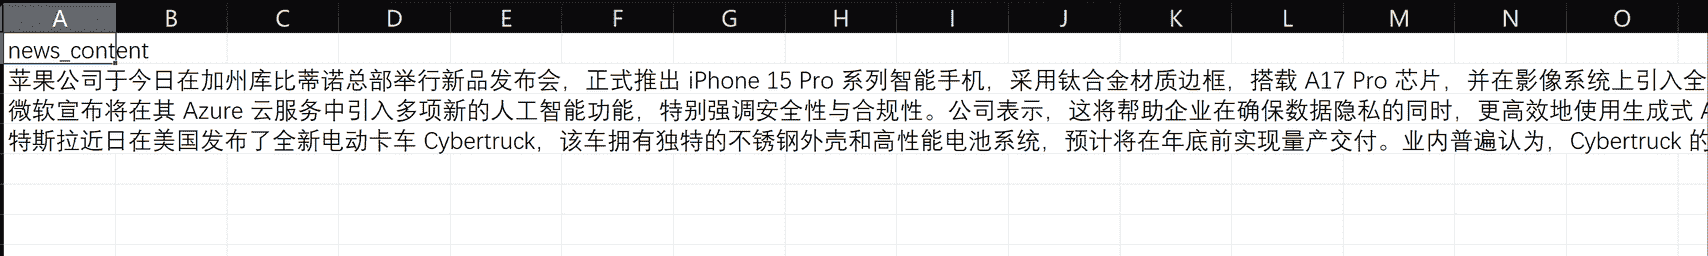 A B C D E F G H I J K L M N O
news_content
苹果公司于今日在加州库比蒂诺总部举行新品发布会，正式推出 iPhone 15 Pro 系列智能手机，采用钛合金材质边框，搭载 A17 Pro 芯片，并在影像系统上引入全
微软宣布将在其 Azure 云服务中引入多项新的人工智能功能，特别强调安全性与合规性。公司表示，这将帮助企业在确保数据隐私的同时，更高效地使用生成式
特斯拉近日在美国发布了全新电动卡车 Cybertruck，该车拥有独特的不锈钢外壳和高性能电池系统，预计将在年底前实现量产交付。业内普遍认为，Cybertruck 的